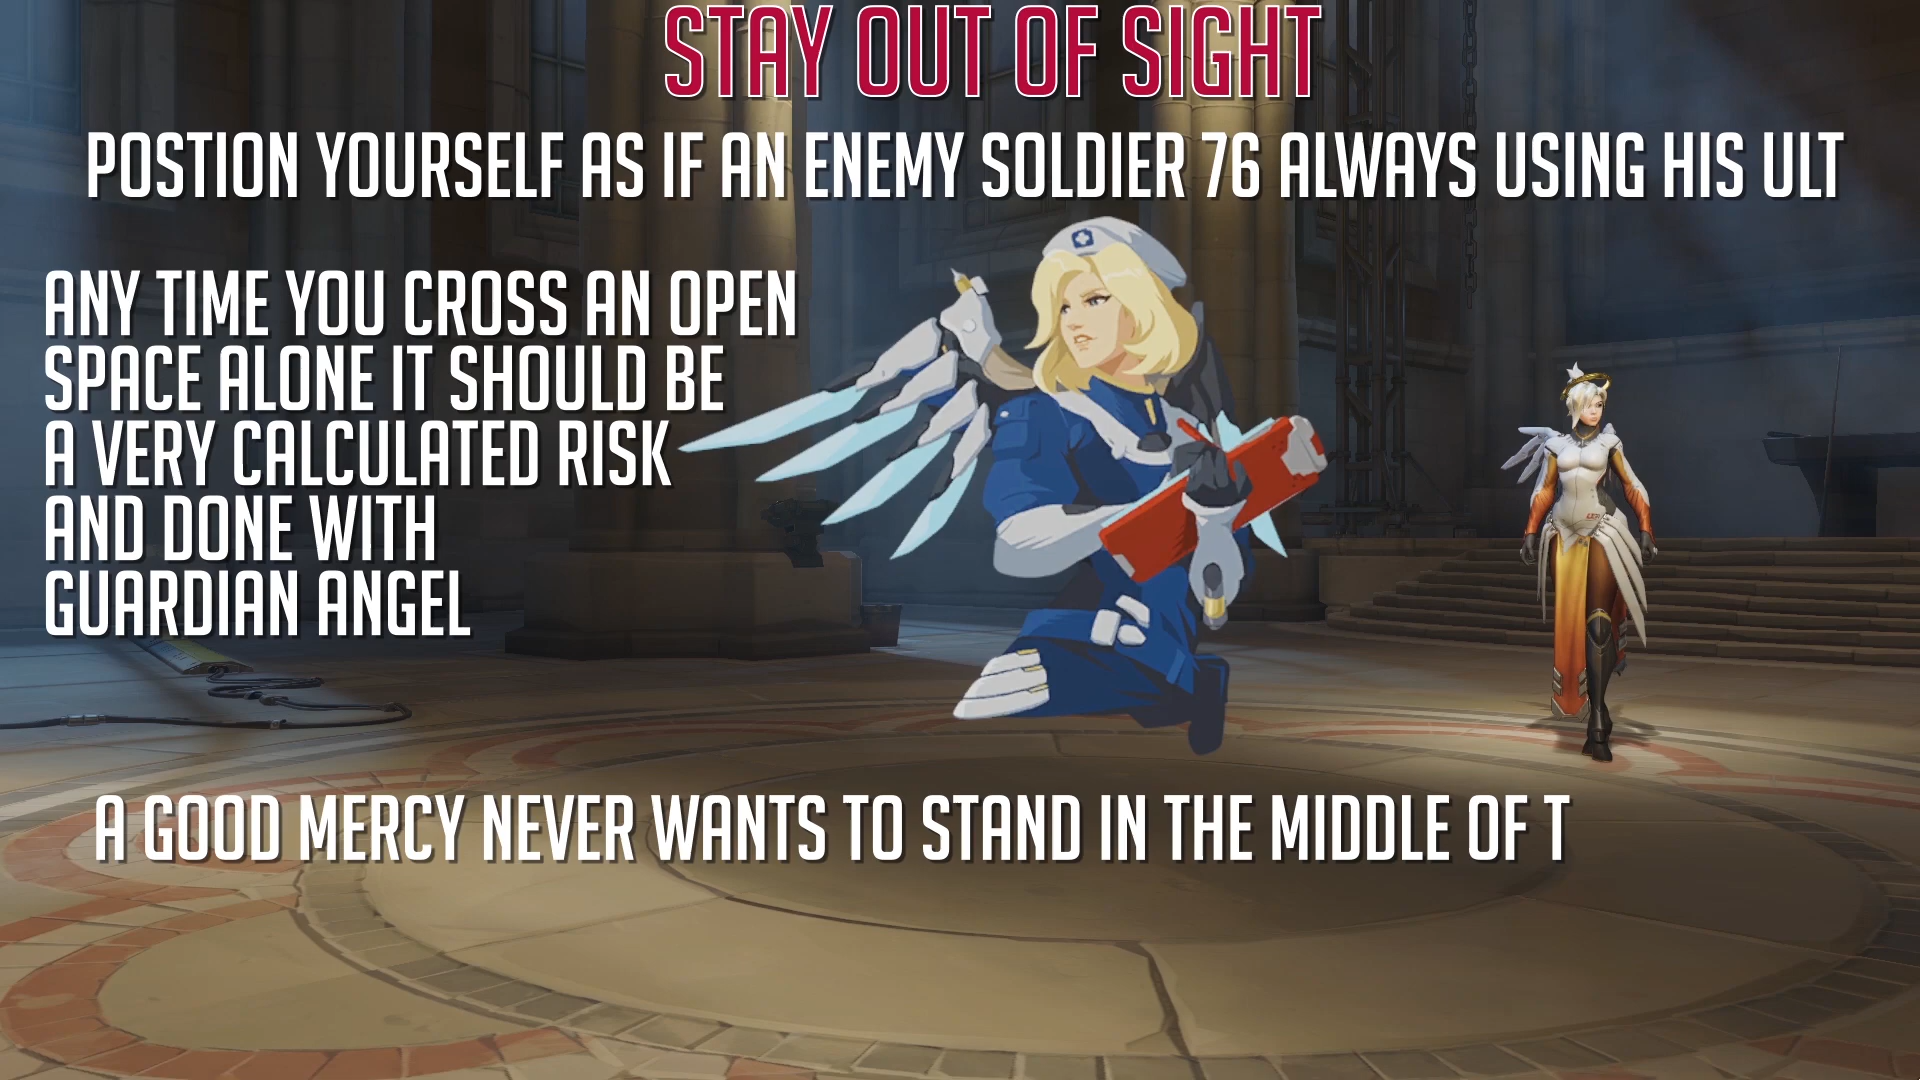 STAY OUT OF SIGHT
POSTION YOURSELF AS IF AN ENEMY SOLDIER 76 ALWAYS USING HIS ULT
ANY TIME YOU CROSS AN OPEN
SPACE ALONE IT SHOULD BE
A VERY CALCULATED RISK
AND DONE WITH
GUARDIAN ANGEL
A GOOD MERCY NEVER WANTS TO STAND IN THE MIDDLE OF T